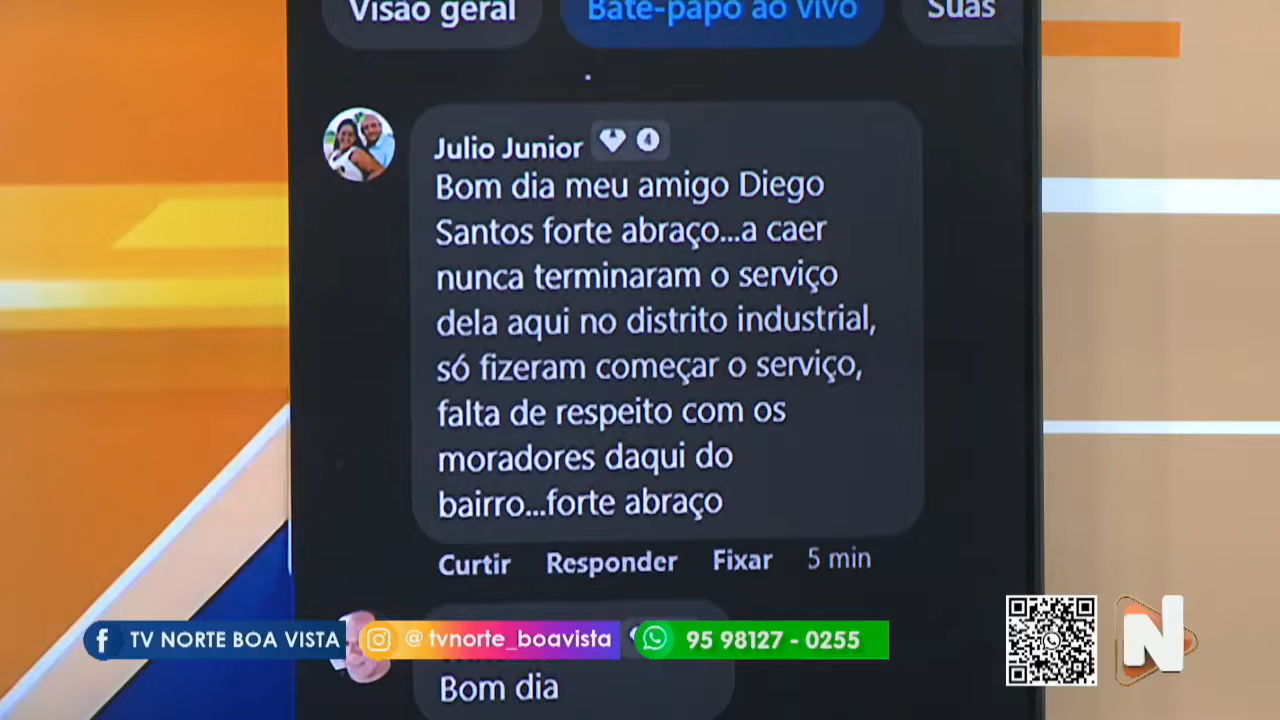 Visão geral
Bate-papo ao vivo
Suas
Julio Junior 4
Bom dia meu amigo Diego
Santos forte abraço...a caer
nunca terminaram o serviço
dela aqui no distrito industrial,
só fizeram começar o serviço,
falta de respeito com os
moradores daqui do
bairro...forte abraço
Curtir Responder Fixar 5 min
Bom dia
f TV NORTE BOA VISTA
@tvnorte_boavista
95 98127 - 0255
N